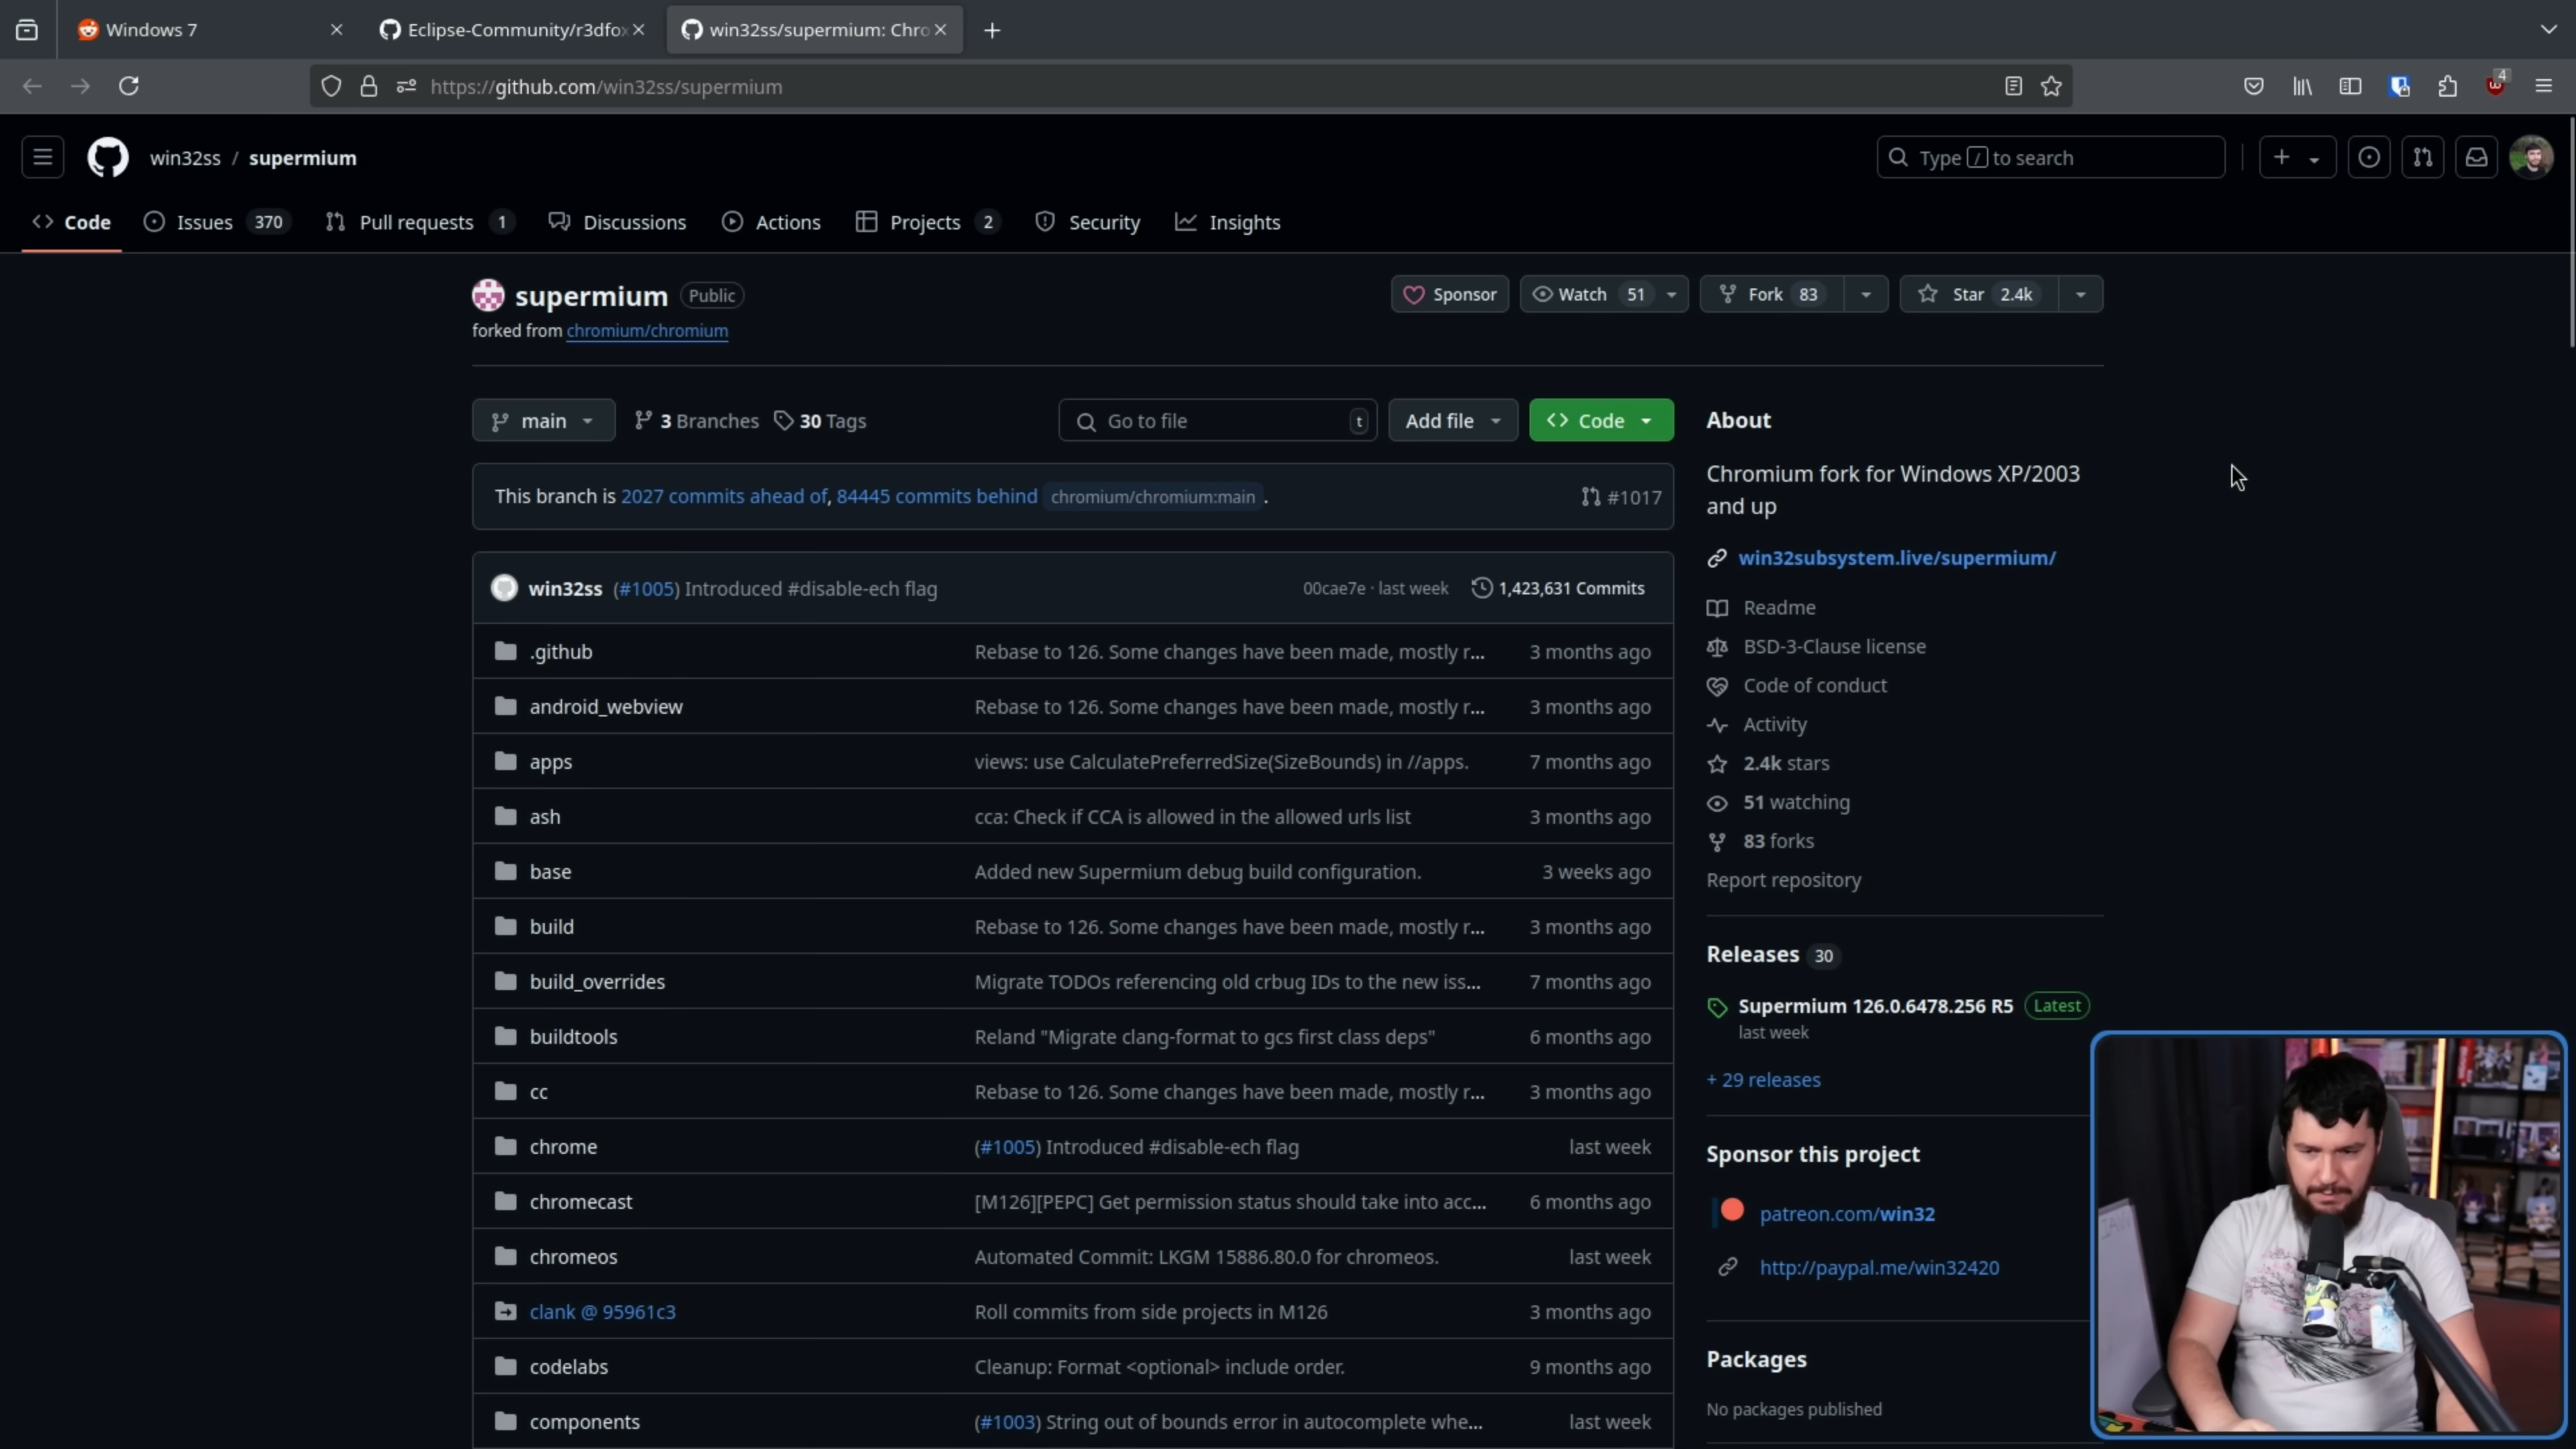 Windows 7
Eclipse-Community/r3dfox
win32ss/supermium: Chro
https://github.com/win32ss/supermium
4
win32ss / supermium
Type / to search
Code
Issues 370
Pull requests 1
Discussions
Actions
Projects 2
Security
Insights
supermium Public
forked from chromium/chromium
Sponsor
Watch 51
Fork 83
Star 2.4k
main
3 Branches
30 Tags
Go to file t
Add file
Code
This branch is 2027 commits ahead of, 84445 commits behind chromium/chromium:main .
#1017
win32ss (#1005) Introduced #disable-ech flag 00cae7e · last week 1,423,631 Commits
.github Rebase to 126. Some changes have been made, mostly r... 3 months ago
android_webview Rebase to 126. Some changes have been made, mostly r... 3 months ago
apps views: use CalculatePreferredSize(SizeBounds) in //apps. 7 months ago
ash cca: Check if CCA is allowed in the allowed urls list 3 months ago
base Added new Supermium debug build configuration. 3 weeks ago
build Rebase to 126. Some changes have been made, mostly r... 3 months ago
build_overrides Migrate TODOs referencing old crbug IDs to the new iss... 7 months ago
buildtools Reland "Migrate clang-format to gcs first class deps" 6 months ago
cc Rebase to 126. Some changes have been made, mostly r... 3 months ago
chrome (#1005) Introduced #disable-ech flag last week
chromecast [M126][PEPC] Get permission status should take into acc... 6 months ago
chromeos Automated Commit: LKGM 15886.80.0 for chromeos. last week
clank @ 95961c3 Roll commits from side projects in M126 3 months ago
codelabs Cleanup: Format <optional> include order. 9 months ago
components (#1003) String out of bounds error in autocomplete whe... last week
About
Chromium fork for Windows XP/2003
and up
win32subsystem.live/supermium/
Readme
BSD-3-Clause license
Code of conduct
Activity
2.4k stars
51 watching
83 forks
Report repository
Releases 30
Supermium 126.0.6478.256 R5 Latest
last week
+ 29 releases
Sponsor this project
patreon.com/win32
http://paypal.me/win32420
Packages
No packages published